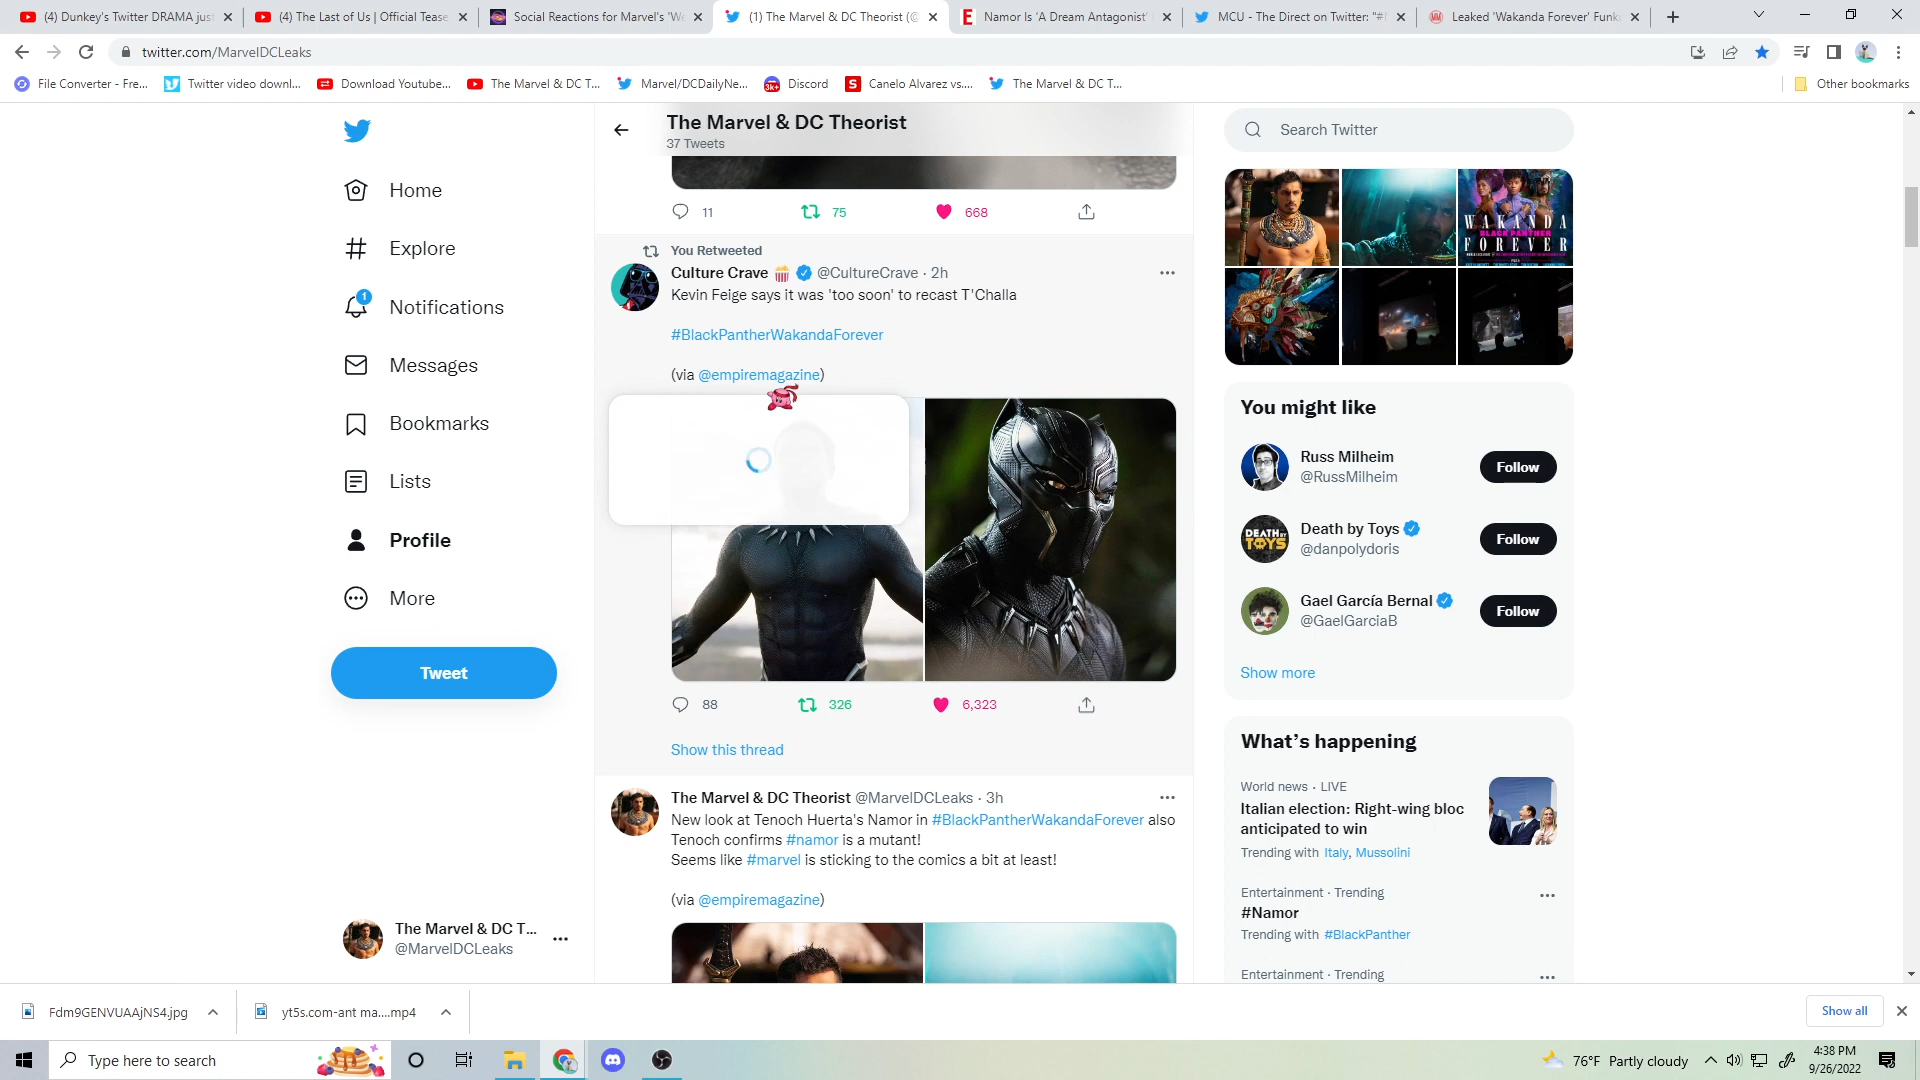 (4) Dunkey's Twitter DRAMA just
(4) The Last of Us | Official Tease
Social Reactions for Marvel's 'We
(1) The Marvel & DC Theorist (@
Namor Is 'A Dream Antagonist'
MCU - The Direct on Twitter: "#
Leaked 'Wakanda Forever' Funk
twitter.com/MarvelDCLeaks
File Converter - Fre...
Twitter video downl...
Download Youtube...
The Marvel & DC T...
Marvel/DCDailyNe...
3k+
Discord
Canelo Alvarez vs....
The Marvel & DC T...
Other bookmarks
Home
Explore
1
Notifications
Messages
Bookmarks
Lists
Profile
More
Tweet
The Marvel & DC T...
@MarvelDCLeaks
The Marvel & DC Theorist
37 Tweets
11
75
668
You Retweeted
Culture Crave @CultureCrave · 2h
Kevin Feige says it was 'too soon' to recast T'Challa
#BlackPantherWakandaForever
(via @empiremagazine)
88
326
6,323
Show this thread
The Marvel & DC Theorist @MarvelDCLeaks · 3h
New look at Tenoch Huerta's Namor in #BlackPantherWakandaForever also
Tenoch confirms #namor is a mutant!
Seems like #marvel is sticking to the comics a bit at least!
(via @empiremagazine)
Search Twitter
WAKANDA
BLACK PANTHER
FOREVER
You might like
Russ Milheim
@RussMilheim
Follow
DEATH BY
TOYS
Death by Toys
@danpolydoris
Follow
Gael García Bernal
@GaelGarciaB
Follow
Show more
What's happening
World news · LIVE
Italian election: Right-wing bloc
anticipated to win
Trending with Italy, Mussolini
Entertainment · Trending
#Namor
Trending with #BlackPanther
Entertainment · Trending
Fdm9GENVUAAjNS4.jpg
yt5s.com-ant ma....mp4
Show all
Type here to search
76°F Partly cloudy
4:38 PM
9/26/2022